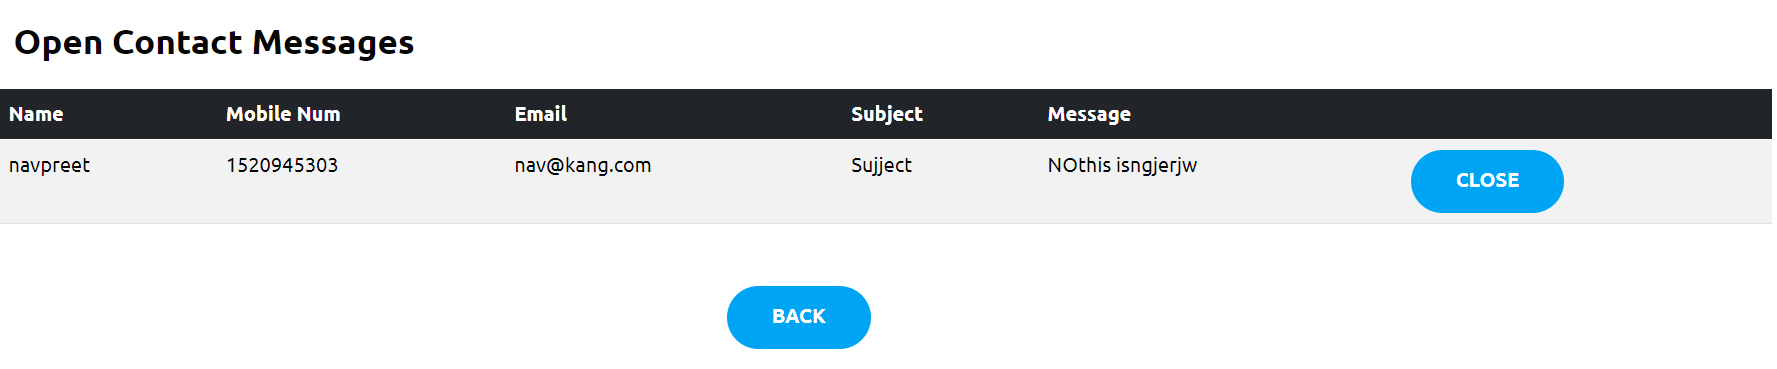 Open Contact Messages
Name Mobile Num Email Subject Message
navpreet 1520945303 nav@kang.com Sujject NOthis isngjerjw CLOSE
BACK